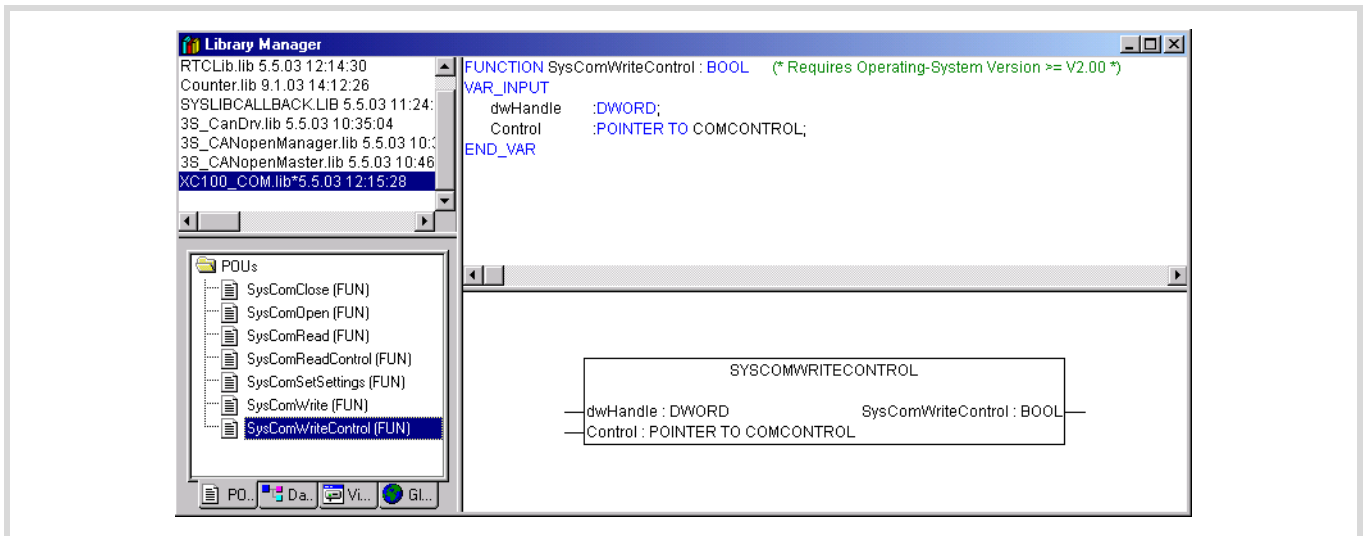 Library Manager
RTCLib.lib 5.5.03 12:14:30
Counter.lib 9.1.03 14:12:26
SYSLIBCALLBACK.LIB 5.5.03 11:24:
3S_CanDrv.lib 5.5.03 10:35:04
3S_CANopenManager.lib 5.5.03 10:3
3S_CANopenMaster.lib 5.5.03 10:46
XC100_COM.lib*5.5.03 12:15:28
POUs
SysComClose (FUN)
SysComOpen (FUN)
SysComRead (FUN)
SysComReadControl (FUN)
SysComSetSettings (FUN)
SysComWrite (FUN)
SysComWriteControl (FUN)
PO.. Da.. Vi... Gl...
FUNCTION SysComWriteControl : BOOL (* Requires Operating-System Version >= V2.00 *)
VAR_INPUT
dwHandle :DWORD;
Control :POINTER TO COMCONTROL;
END_VAR
SYSCOMWRITECONTROL
dwHandle : DWORD SysComWriteControl : BOOL
Control : POINTER TO COMCONTROL